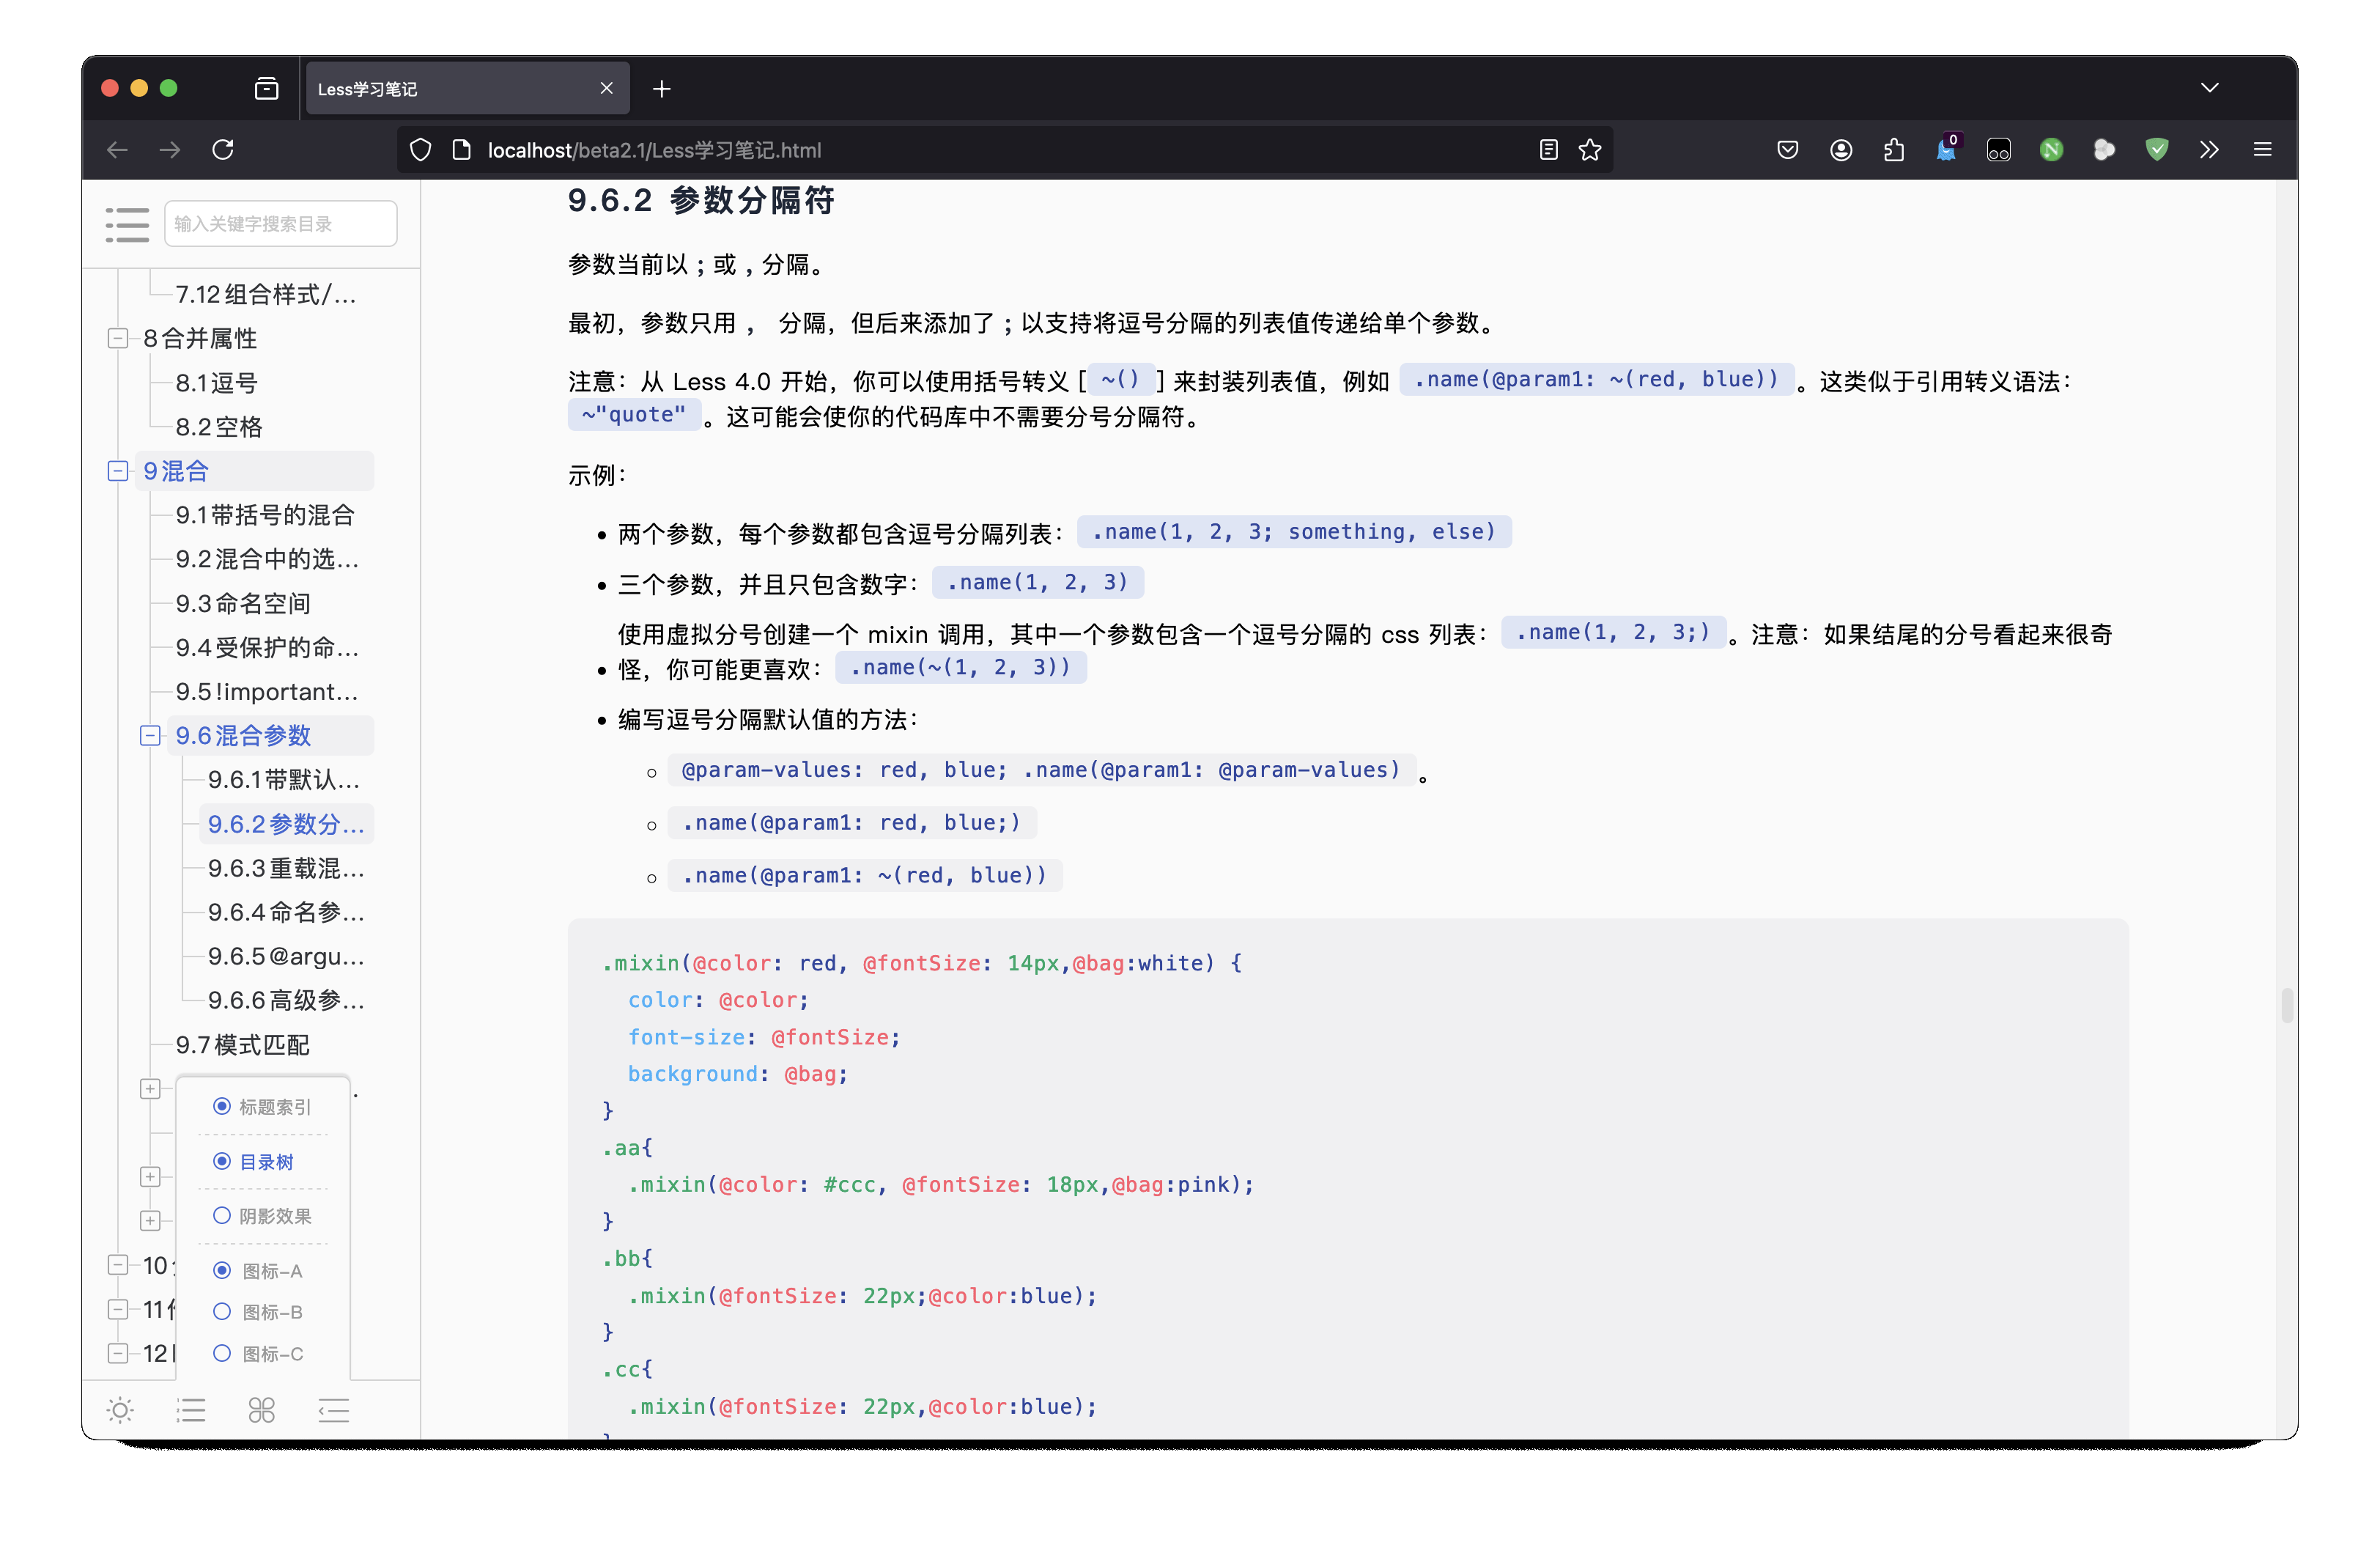 Less学习笔记
localhost/beta2.1/Less学习笔记.html
0
输入关键字搜索目录
7.12组合样式/...
8合并属性
8.1逗号
8.2空格
9混合
9.1带括号的混合
9.2混合中的选...
9.3命名空间
9.4受保护的命...
9.5!important...
9.6混合参数
9.6.1带默认...
9.6.2参数分...
9.6.3重载混...
9.6.4命名参...
9.6.5@argu...
9.6.6高级参...
9.7模式匹配
10
11
12
标题索引
目录树
阴影效果
图标-A
图标-B
图标-C
9.6.2 参数分隔符
参数当前以 ; 或 , 分隔。
最初，参数只用 ， 分隔，但后来添加了 ; 以支持将逗号分隔的列表值传递给单个参数。
注意：从 Less 4.0 开始，你可以使用括号转义 [ ~() ] 来封装列表值，例如 .name(@param1: ~(red, blue)) 。这类似于引用转义语法：
~"quote" 。这可能会使你的代码库中不需要分号分隔符。
示例：
两个参数，每个参数都包含逗号分隔列表： .name(1, 2, 3; something, else)
三个参数，并且只包含数字： .name(1, 2, 3)
使用虚拟分号创建一个 mixin 调用，其中一个参数包含一个逗号分隔的 css 列表： .name(1, 2, 3;) 。注意：如果结尾的分号看起来很奇
怪，你可能更喜欢： .name(~(1, 2, 3))
编写逗号分隔默认值的方法：
@param-values: red, blue; .name(@param1: @param-values) 。
.name(@param1: red, blue;)
.name(@param1: ~(red, blue))
.mixin(@color: red, @fontSize: 14px,@bag:white) {
color: @color;
font-size: @fontSize;
background: @bag;
}
.aa{
.mixin(@color: #ccc, @fontSize: 18px,@bag:pink);
}
.bb{
.mixin(@fontSize: 22px;@color:blue);
}
.cc{
.mixin(@fontSize: 22px,@color:blue);